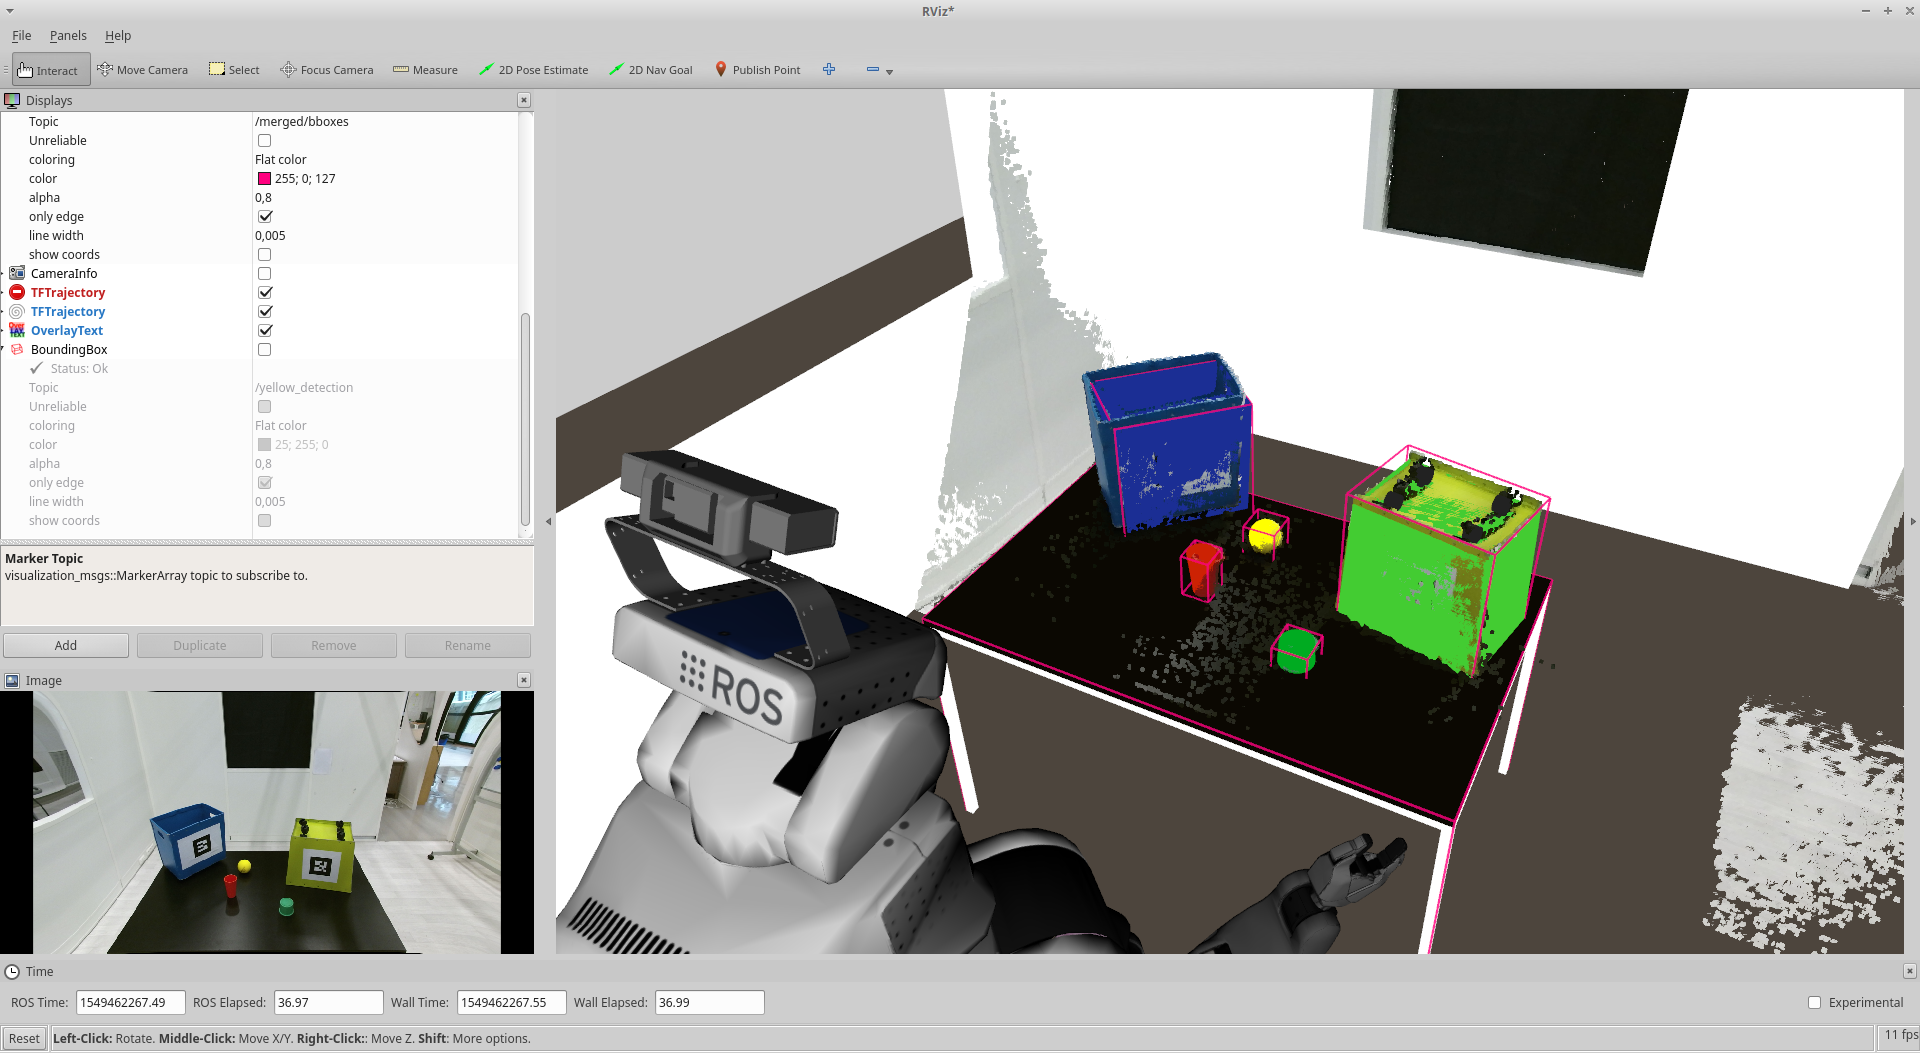 RViz*
File Panels Help
Interact Move Camera Select Focus Camera Measure 2D Pose Estimate 2D Nav Goal Publish Point
Displays
Topic /merged/bboxes
Unreliable
coloring Flat color
color 255; 0; 127
alpha 0,8
only edge
line width 0,005
show coords
CameraInfo
TFTrajectory
TFTrajectory
OverlayText
BoundingBox
Status: Ok
Topic /yellow_detection
Unreliable
coloring Flat color
color 25; 255; 0
alpha 0,8
only edge
line width 0,005
show coords
Marker Topic
visualization_msgs::MarkerArray topic to subscribe to.
Add Duplicate Remove Rename
Image
ROS
Time
ROS Time: 1549462267.49 ROS Elapsed: 36.97 Wall Time: 1549462267.55 Wall Elapsed: 36.99 Experimental
Reset Left-Click: Rotate. Middle-Click: Move X/Y. Right-Click:: Move Z. Shift: More options. 11 fps